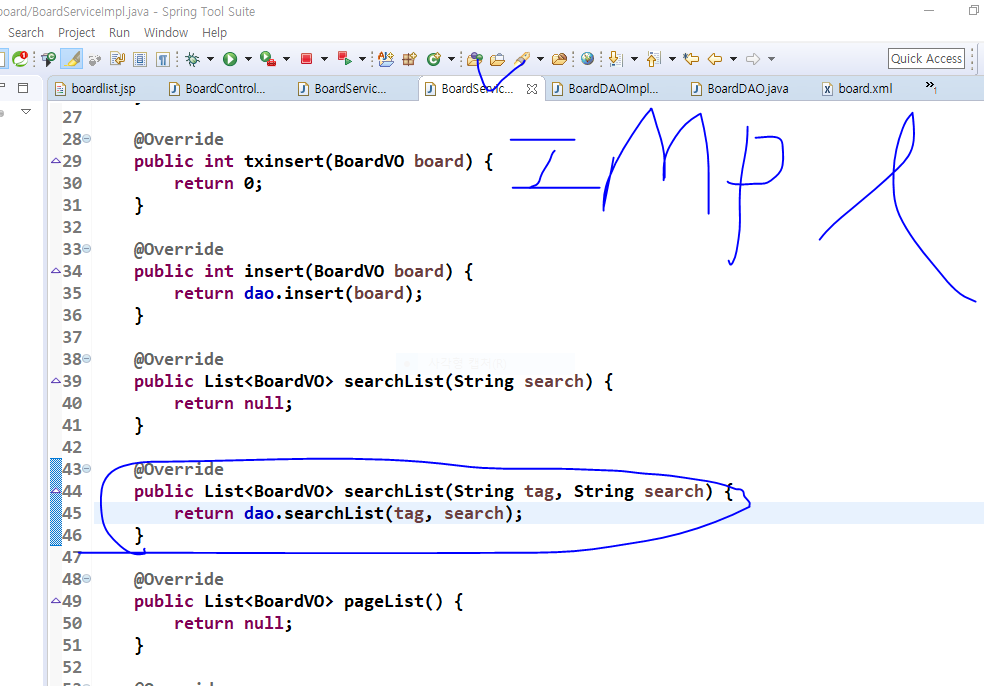 board/BoardServiceImpl.java - Spring Tool Suite
Search Project Run Window Help
Quick Access
boardlist.jsp BoardControl... BoardServic... BoardServic... BoardDAOImpl... BoardDAO.java board.xml
IMpl
27
28 @Override
29 public int txinsert(BoardVO board) {
30 return 0;
31 }
32
33 @Override
34 public int insert(BoardVO board) {
35 return dao.insert(board);
36 }
37
38 @Override
39 public List<BoardVO> searchList(String search) {
40 return null;
41 }
42
43 @Override
44 public List<BoardVO> searchList(String tag, String search) {
45 return dao.searchList(tag, search);
46 }
47
48 @Override
49 public List<BoardVO> pageList() {
50 return null;
51 }
52